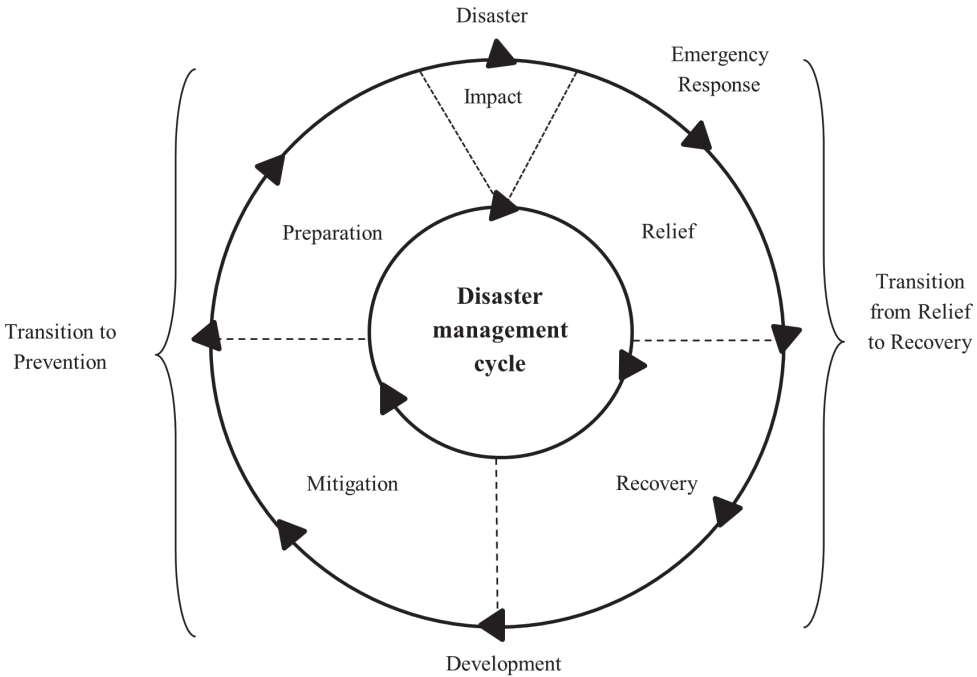 Disaster
Emergency
Response
Impact
Preparation
Relief
Disaster
management
cycle
Transition to
Prevention
Transition
from Relief
to Recovery
Mitigation
Recovery
Development